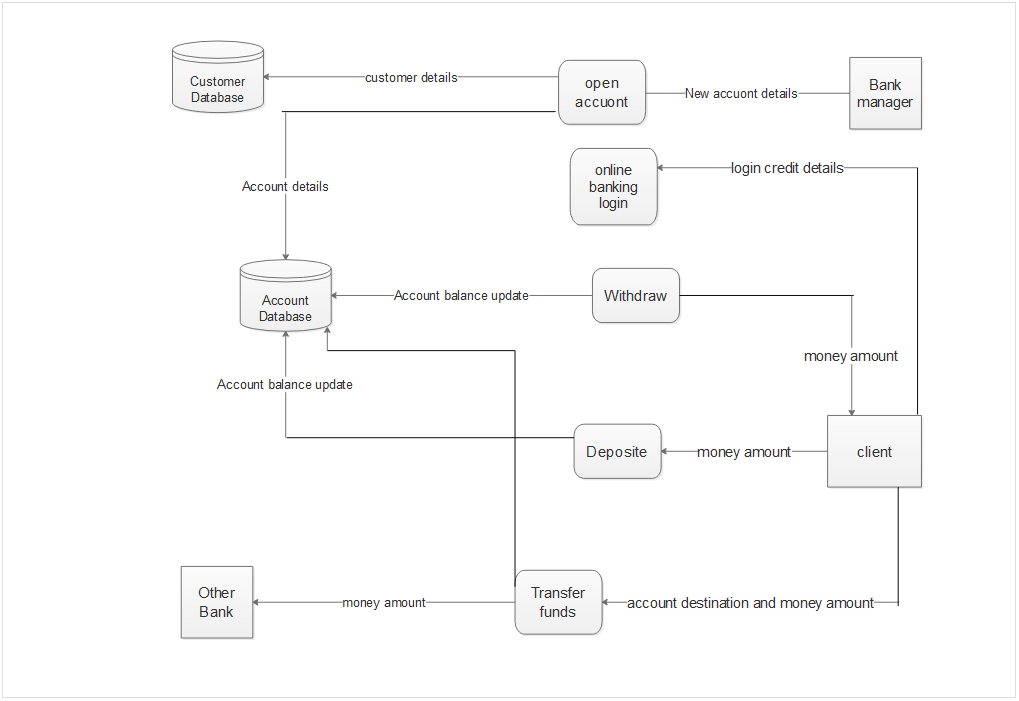 Customer
Database
customer details
open
accuont
New accuont details
Bank
manager
online
banking
login
login credit details
Account details
Account
Database
Account balance update
Withdraw
money amount
Account balance update
Deposite
money amount
client
Other
Bank
money amount
Transfer
funds
account destination and money amount